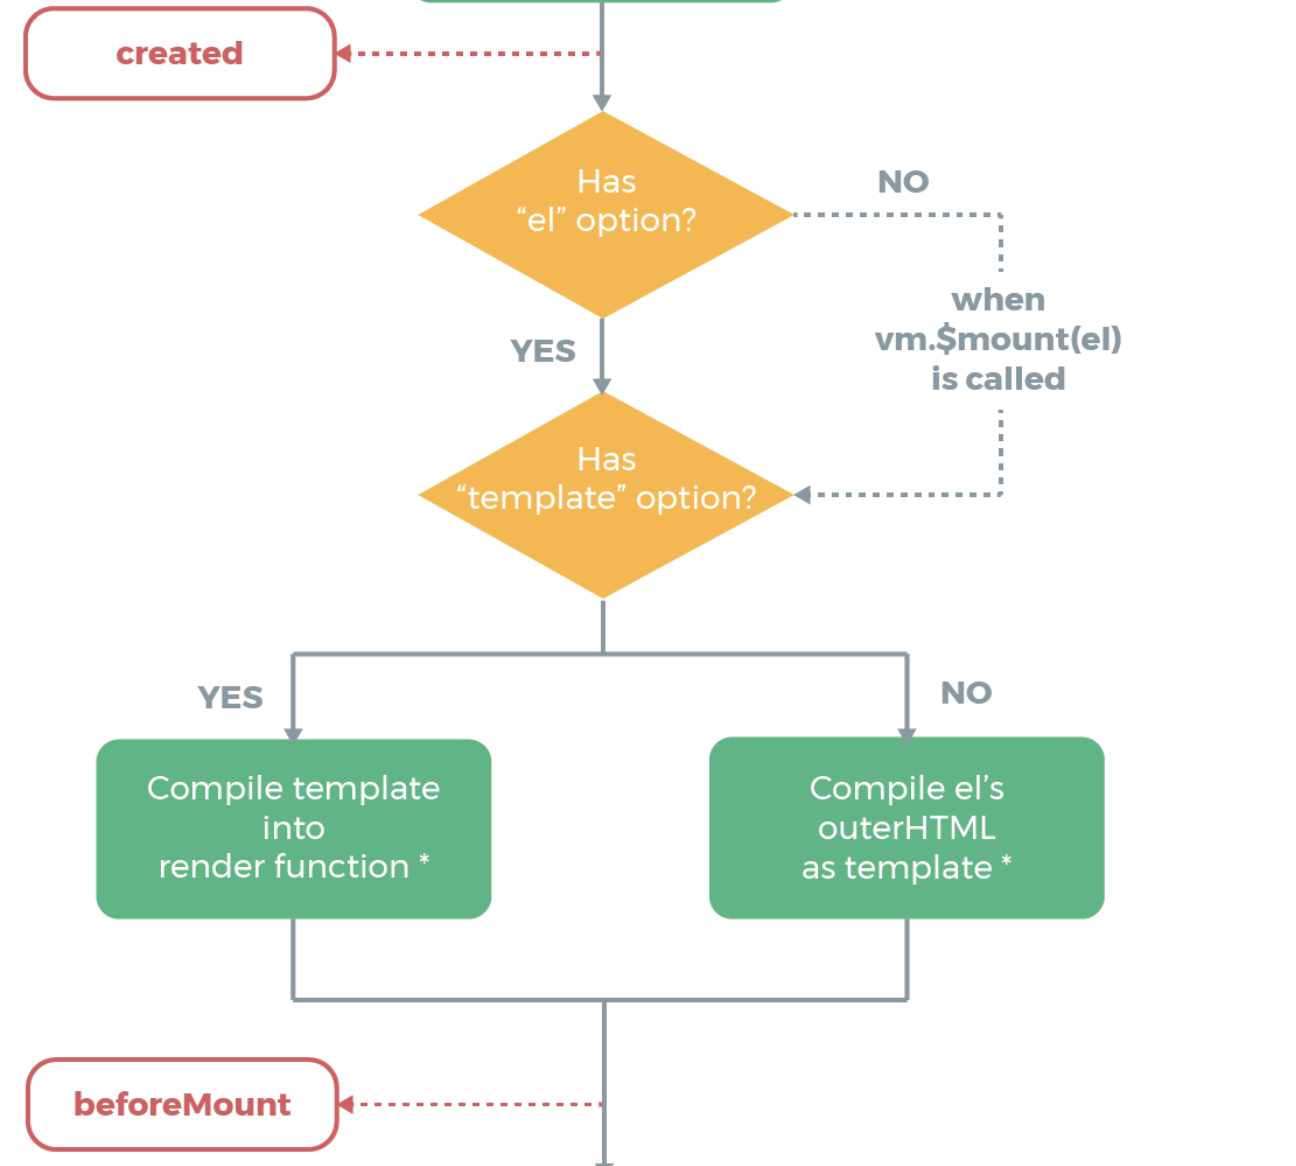 created
Has
“el” option?
NO
when
vm.$mount(el)
is called
YES
Has
“template” option?
YES
NO
Compile template
into
render function *
Compile el’s
outerHTML
as template *
beforeMount